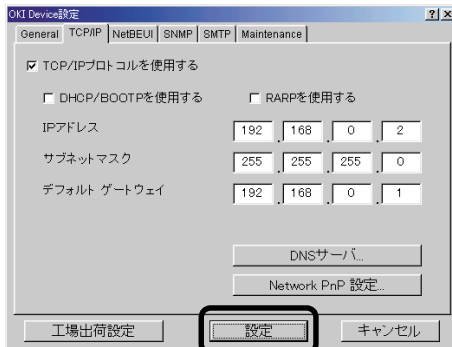 OKI Device設定
General TCP/IP NetBEUI SNMP SMTP Maintenance
TCP/IPプロトコルを使用する
DHCP/BOOTPを使用する RARPを使用する
IPアドレス 192 . 168 . 0 . 2
サブネットマスク 255 . 255 . 255 . 0
デフォルト ゲートウェイ 192 . 168 . 0 . 1
DNSサーバ...
Network PnP 設定...
工場出荷設定 設定 キャンセル